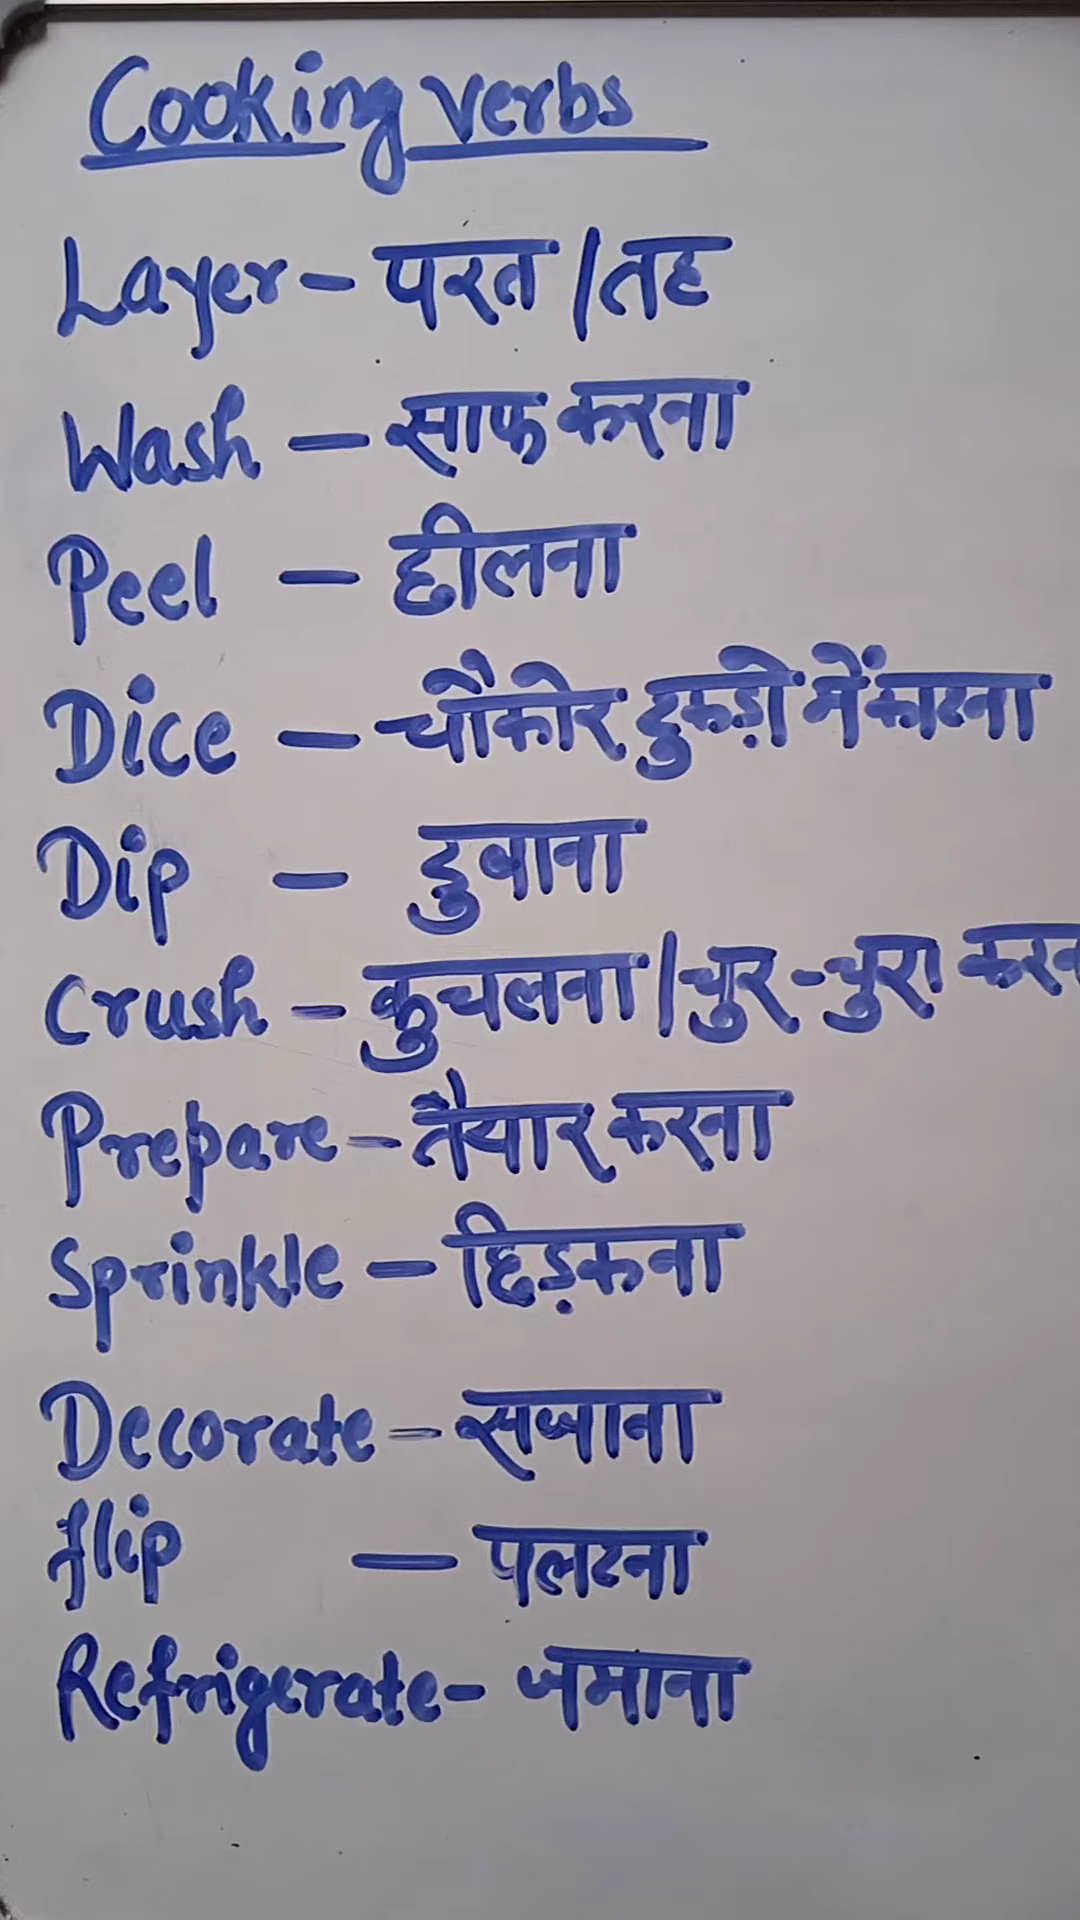 Cooking verbs
Layer - परत / तह
Wash - साफ करना
Peel - छीलना
Dice - चौकोर टुकड़ों में काटना
Dip - डुबाना
Crush - कुचलना / चुर-चुरा करन
Prepare - तैयार करना
Sprinkle - छिड़कना
Decorate - सजाना
flip - पलटना
Refrigerate - जमाना